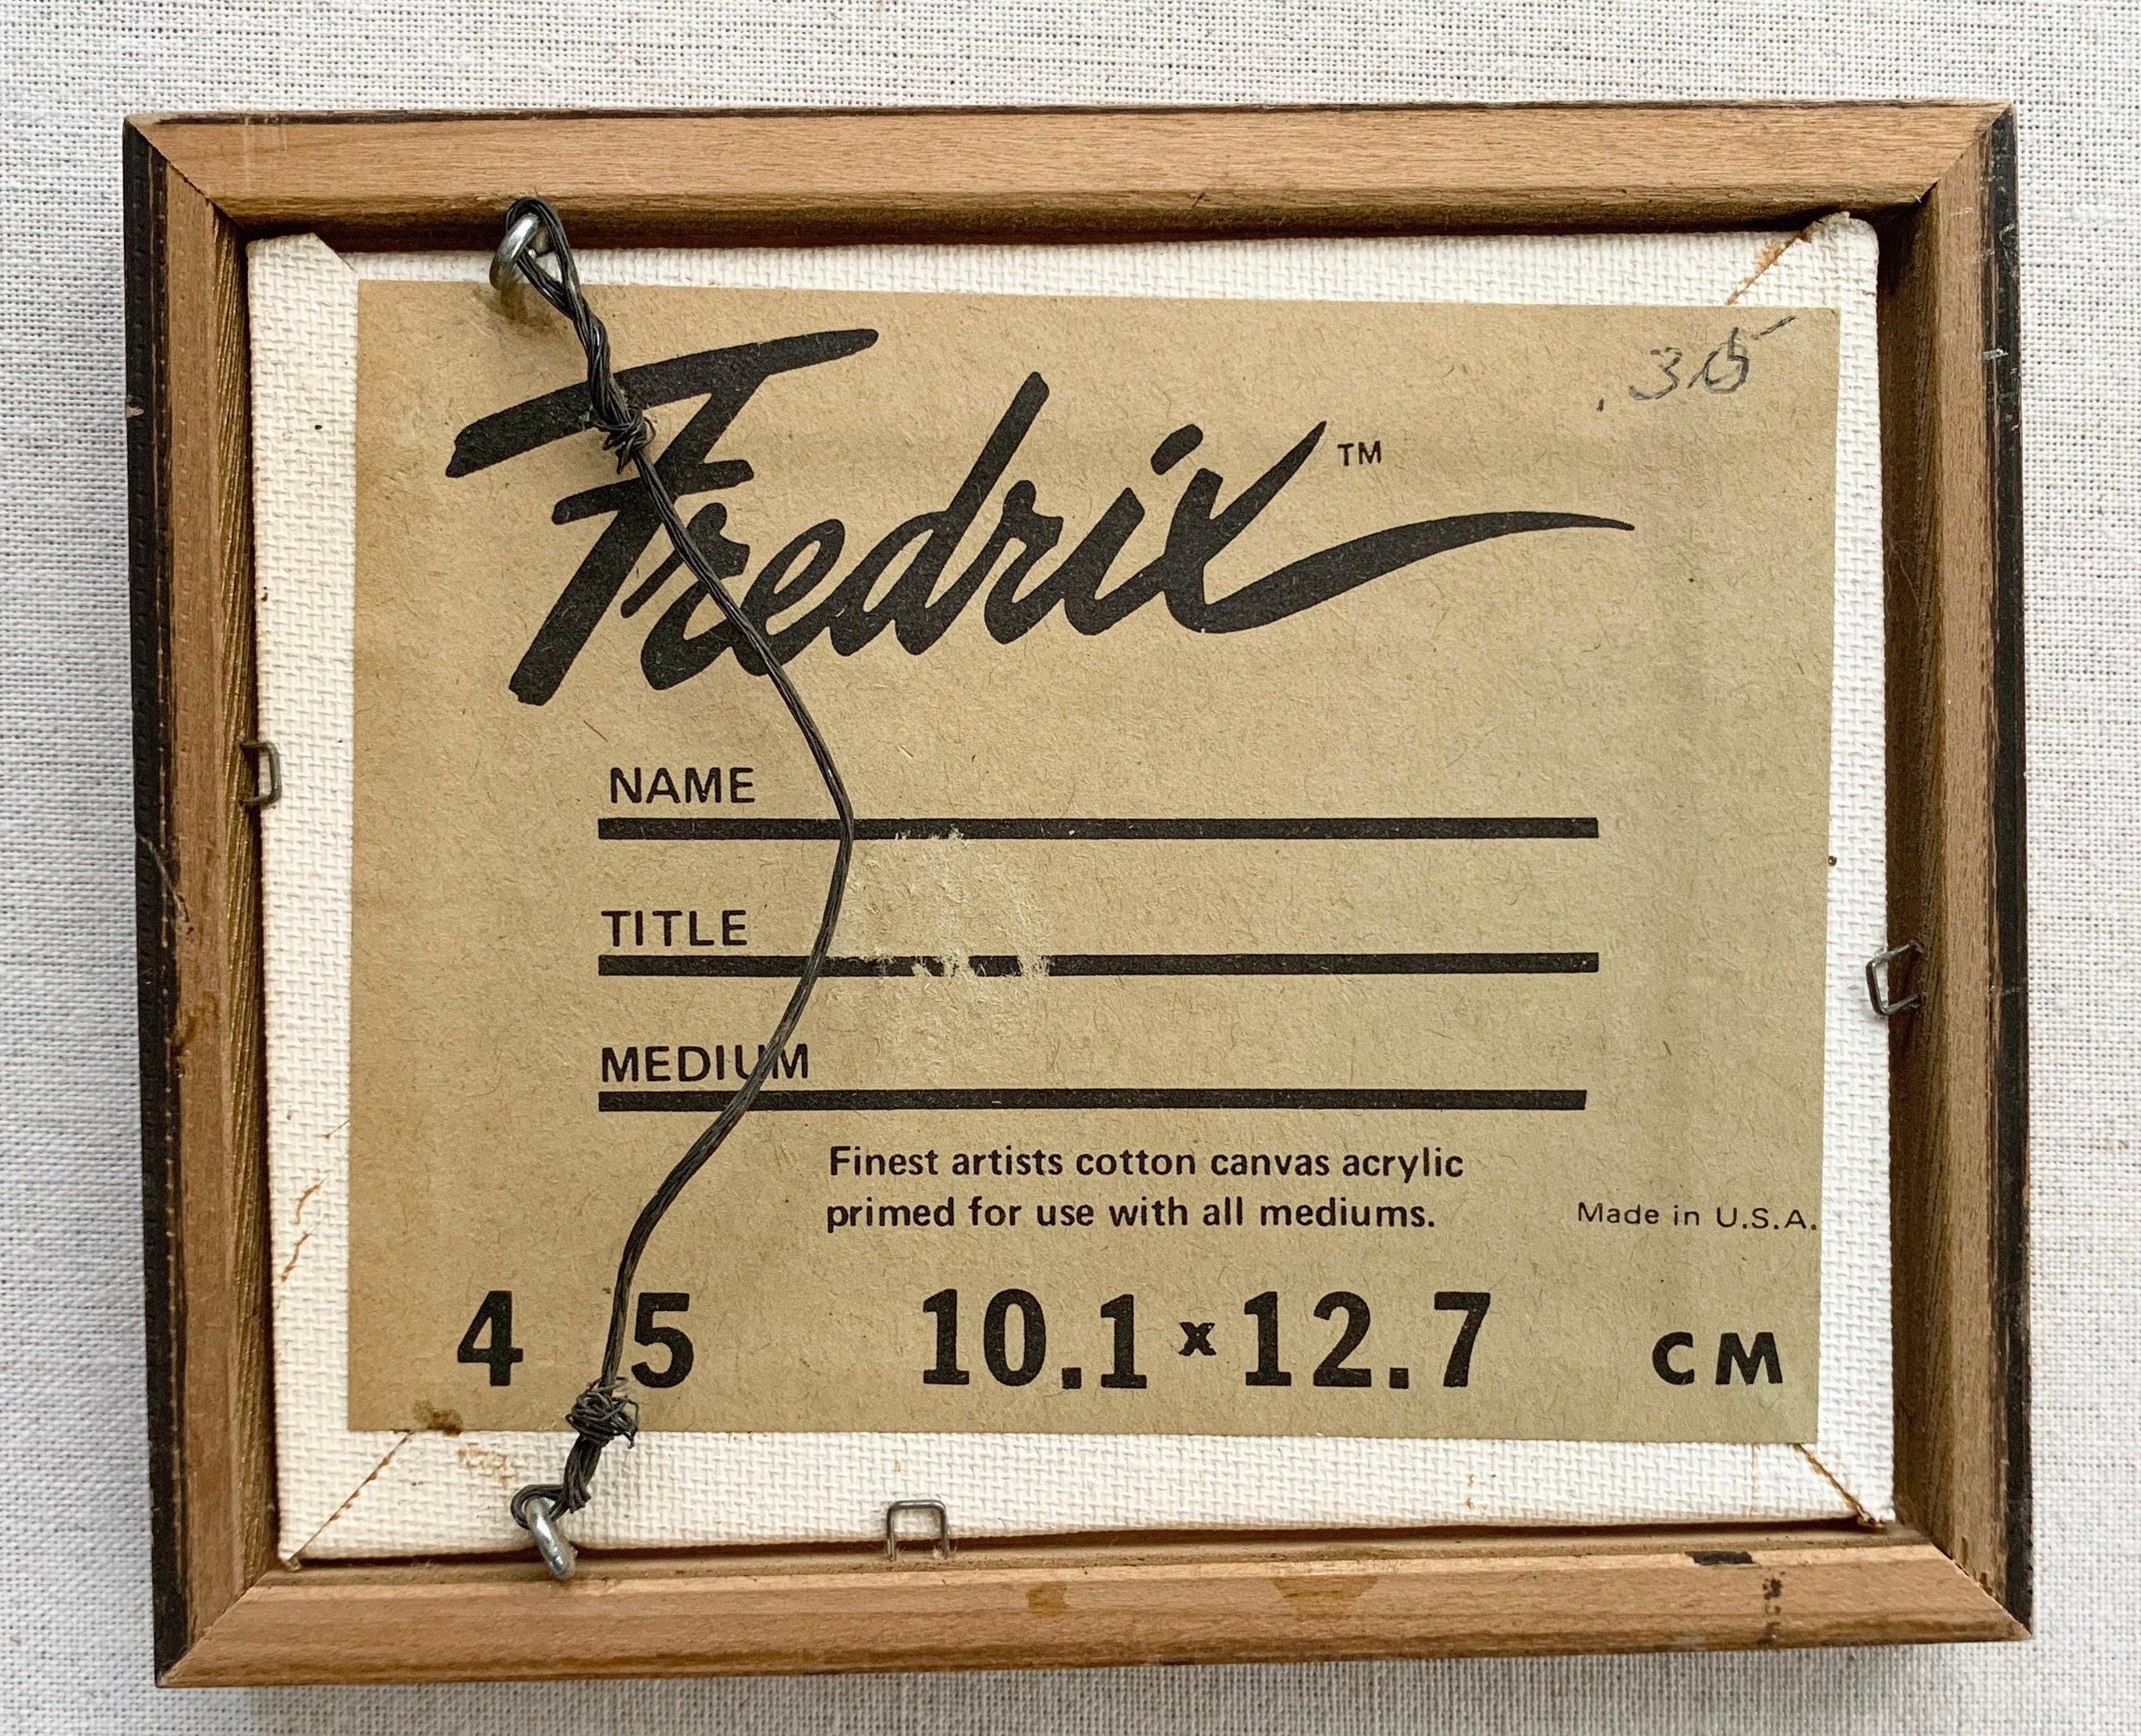 .35
Fredrix™
NAME
TITLE
MEDIUM
Finest artists cotton canvas acrylic
primed for use with all mediums.
Made in U.S.A.
4 5 10.1 x 12.7 CM